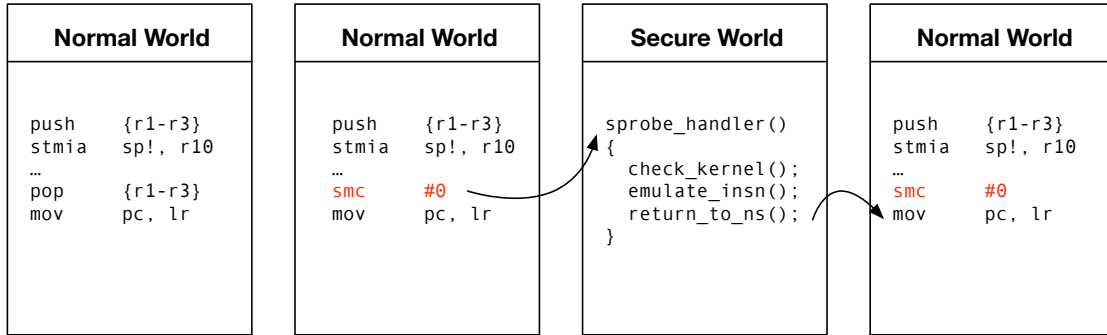 Normal World
push {r1-r3}
stmia sp!, r10
…
pop {r1-r3}
mov pc, lr
Normal World
push {r1-r3}
stmia sp!, r10
…
smc #0
mov pc, lr
Secure World
sprobe_handler()
{
check_kernel();
emulate_insn();
return_to_ns();
}
Normal World
push {r1-r3}
stmia sp!, r10
…
smc #0
mov pc, lr